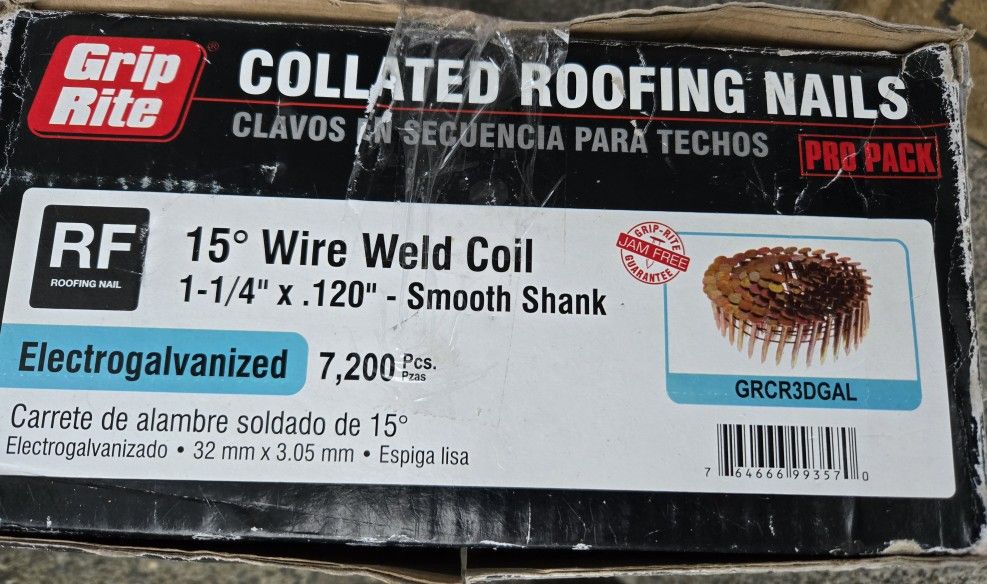 Grip
Rite®
COLLATED ROOFING NAILS
CLAVOS EN SECUENCIA PARA TECHOS
PRO PACK
RF
ROOFING NAIL
15° Wire Weld Coil
1-1/4" x .120" - Smooth Shank
GRIP-RITE
JAM FREE
GUARANTEE
Electrogalvanized
7,200 Pcs.
Pzas
GRCR3DGAL
Carrete de alambre soldado de 15°
Electrogalvanizado • 32 mm x 3.05 mm • Espiga lisa
7 64666 99357 0